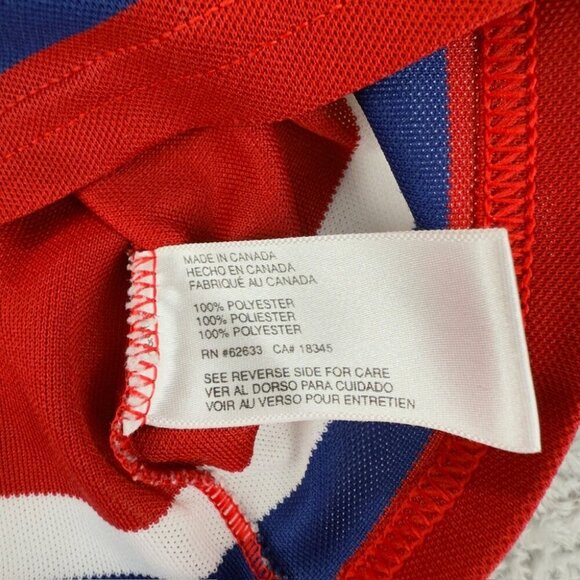 MADE IN CANADA
HECHO EN CANADA
FABRIQUÉ AU CANADA
100% POLYESTER
100% POLIESTER
100% POLYESTER
RN #62633 CA# 18345
SEE REVERSE SIDE FOR CARE
VER AL DORSO PARA CUIDADO
VOIR AU VERSO POUR ENTRETIEN